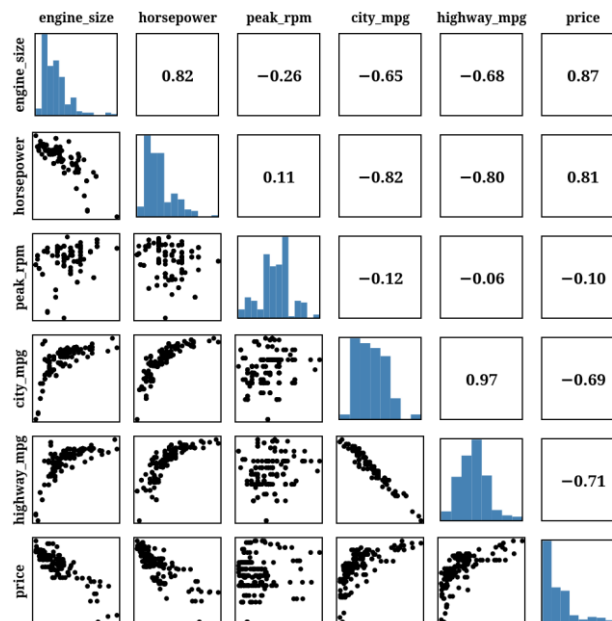 engine_size horsepower peak_rpm city_mpg highway_mpg price
engine_size 0.82 −0.26 −0.65 −0.68 0.87
horsepower 0.11 −0.82 −0.80 0.81
peak_rpm −0.12 −0.06 −0.10
city_mpg 0.97 −0.69
highway_mpg −0.71
price